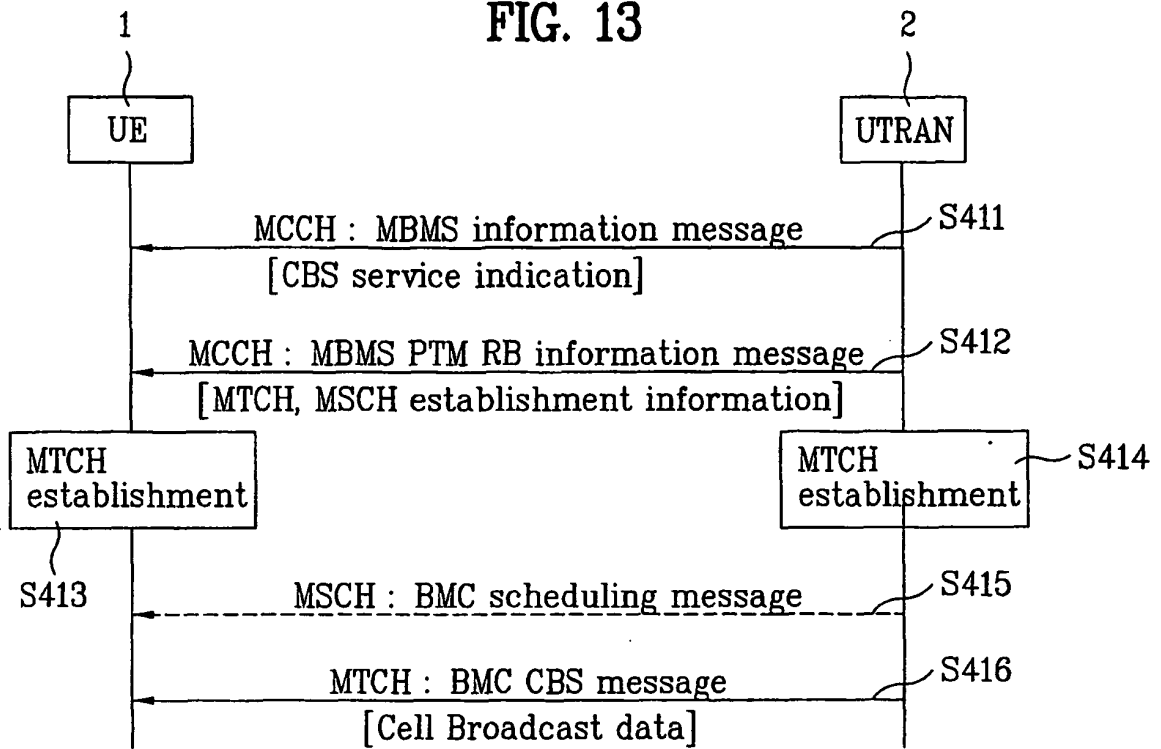 FIG. 13
1
2
UE
UTRAN
MCCH : MBMS information message
S411
[CBS service indication]
MCCH : MBMS PTM RB information message
S412
[MTCH, MSCH establishment information]
MTCH
establishment
MTCH
establishment
S414
S413
MSCH : BMC scheduling message
S415
MTCH : BMC CBS message
S416
[Cell Broadcast data]